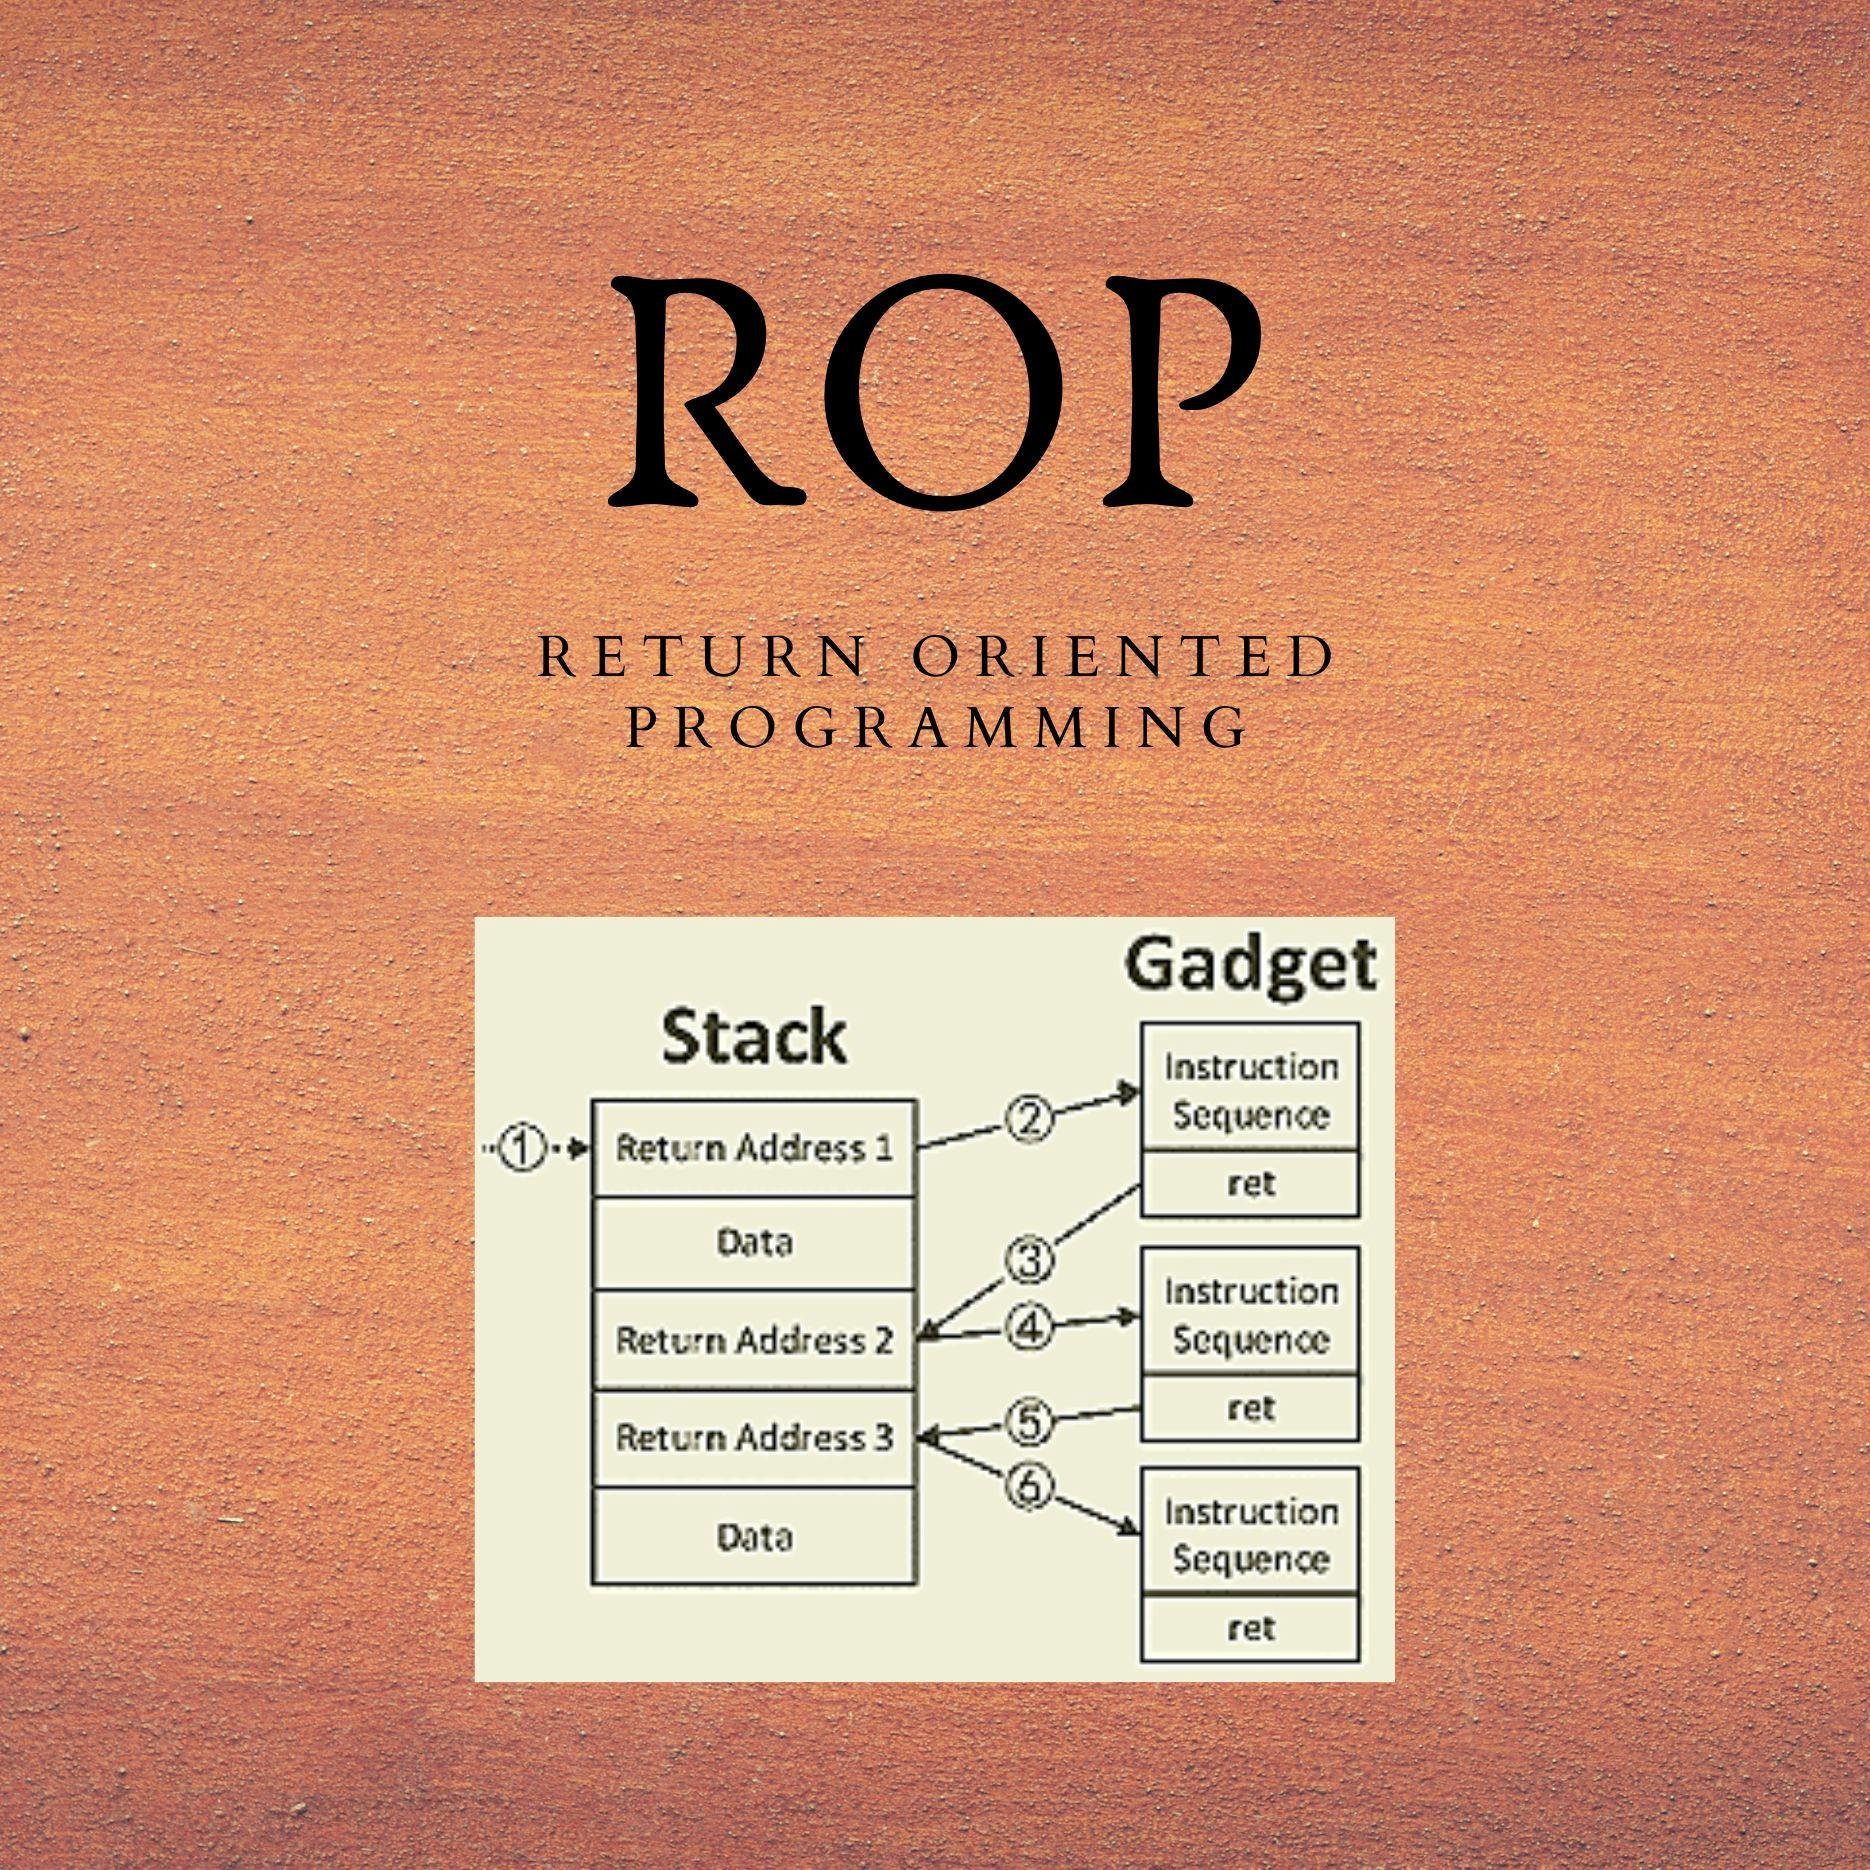 ROP
RETURN ORIENTED
PROGRAMMING
Gadget
Stack
1
Return Address 1
Data
Return Address 2
Return Address 3
Data
2
3
4
5
6
Instruction
Sequence
ret
Instruction
Sequence
ret
Instruction
Sequence
ret